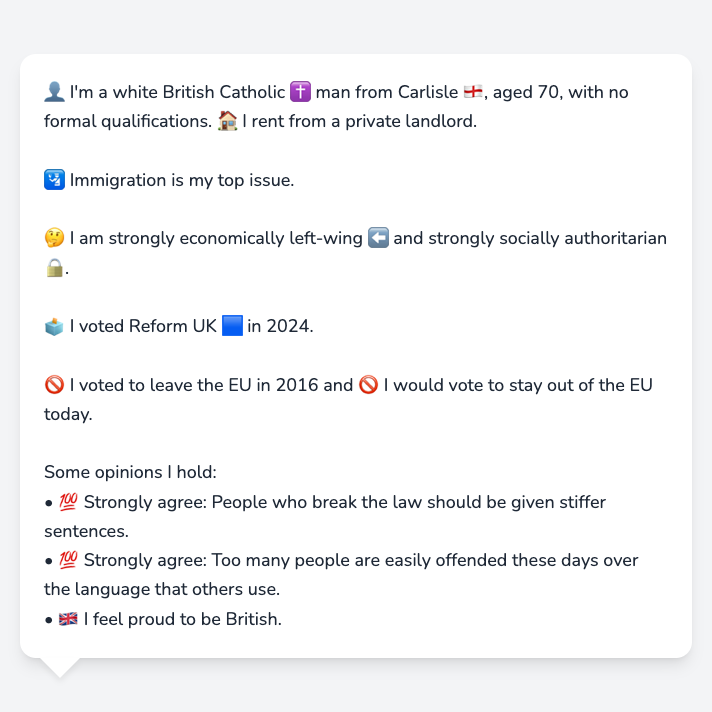 👤 I'm a white British Catholic ✝️ man from Carlisle 🏴󠁧󠁢󠁥󠁮󠁧󠁿, aged 70, with no
formal qualifications. 🏠 I rent from a private landlord.
🛂 Immigration is my top issue.
🤔 I am strongly economically left-wing ⬅️ and strongly socially authoritarian
🔒.
🗳️ I voted Reform UK 🟦 in 2024.
🚫 I voted to leave the EU in 2016 and 🚫 I would vote to stay out of the EU
today.
Some opinions I hold:
• 💯 Strongly agree: People who break the law should be given stiffer
sentences.
• 💯 Strongly agree: Too many people are easily offended these days over
the language that others use.
• 🇬🇧 I feel proud to be British.